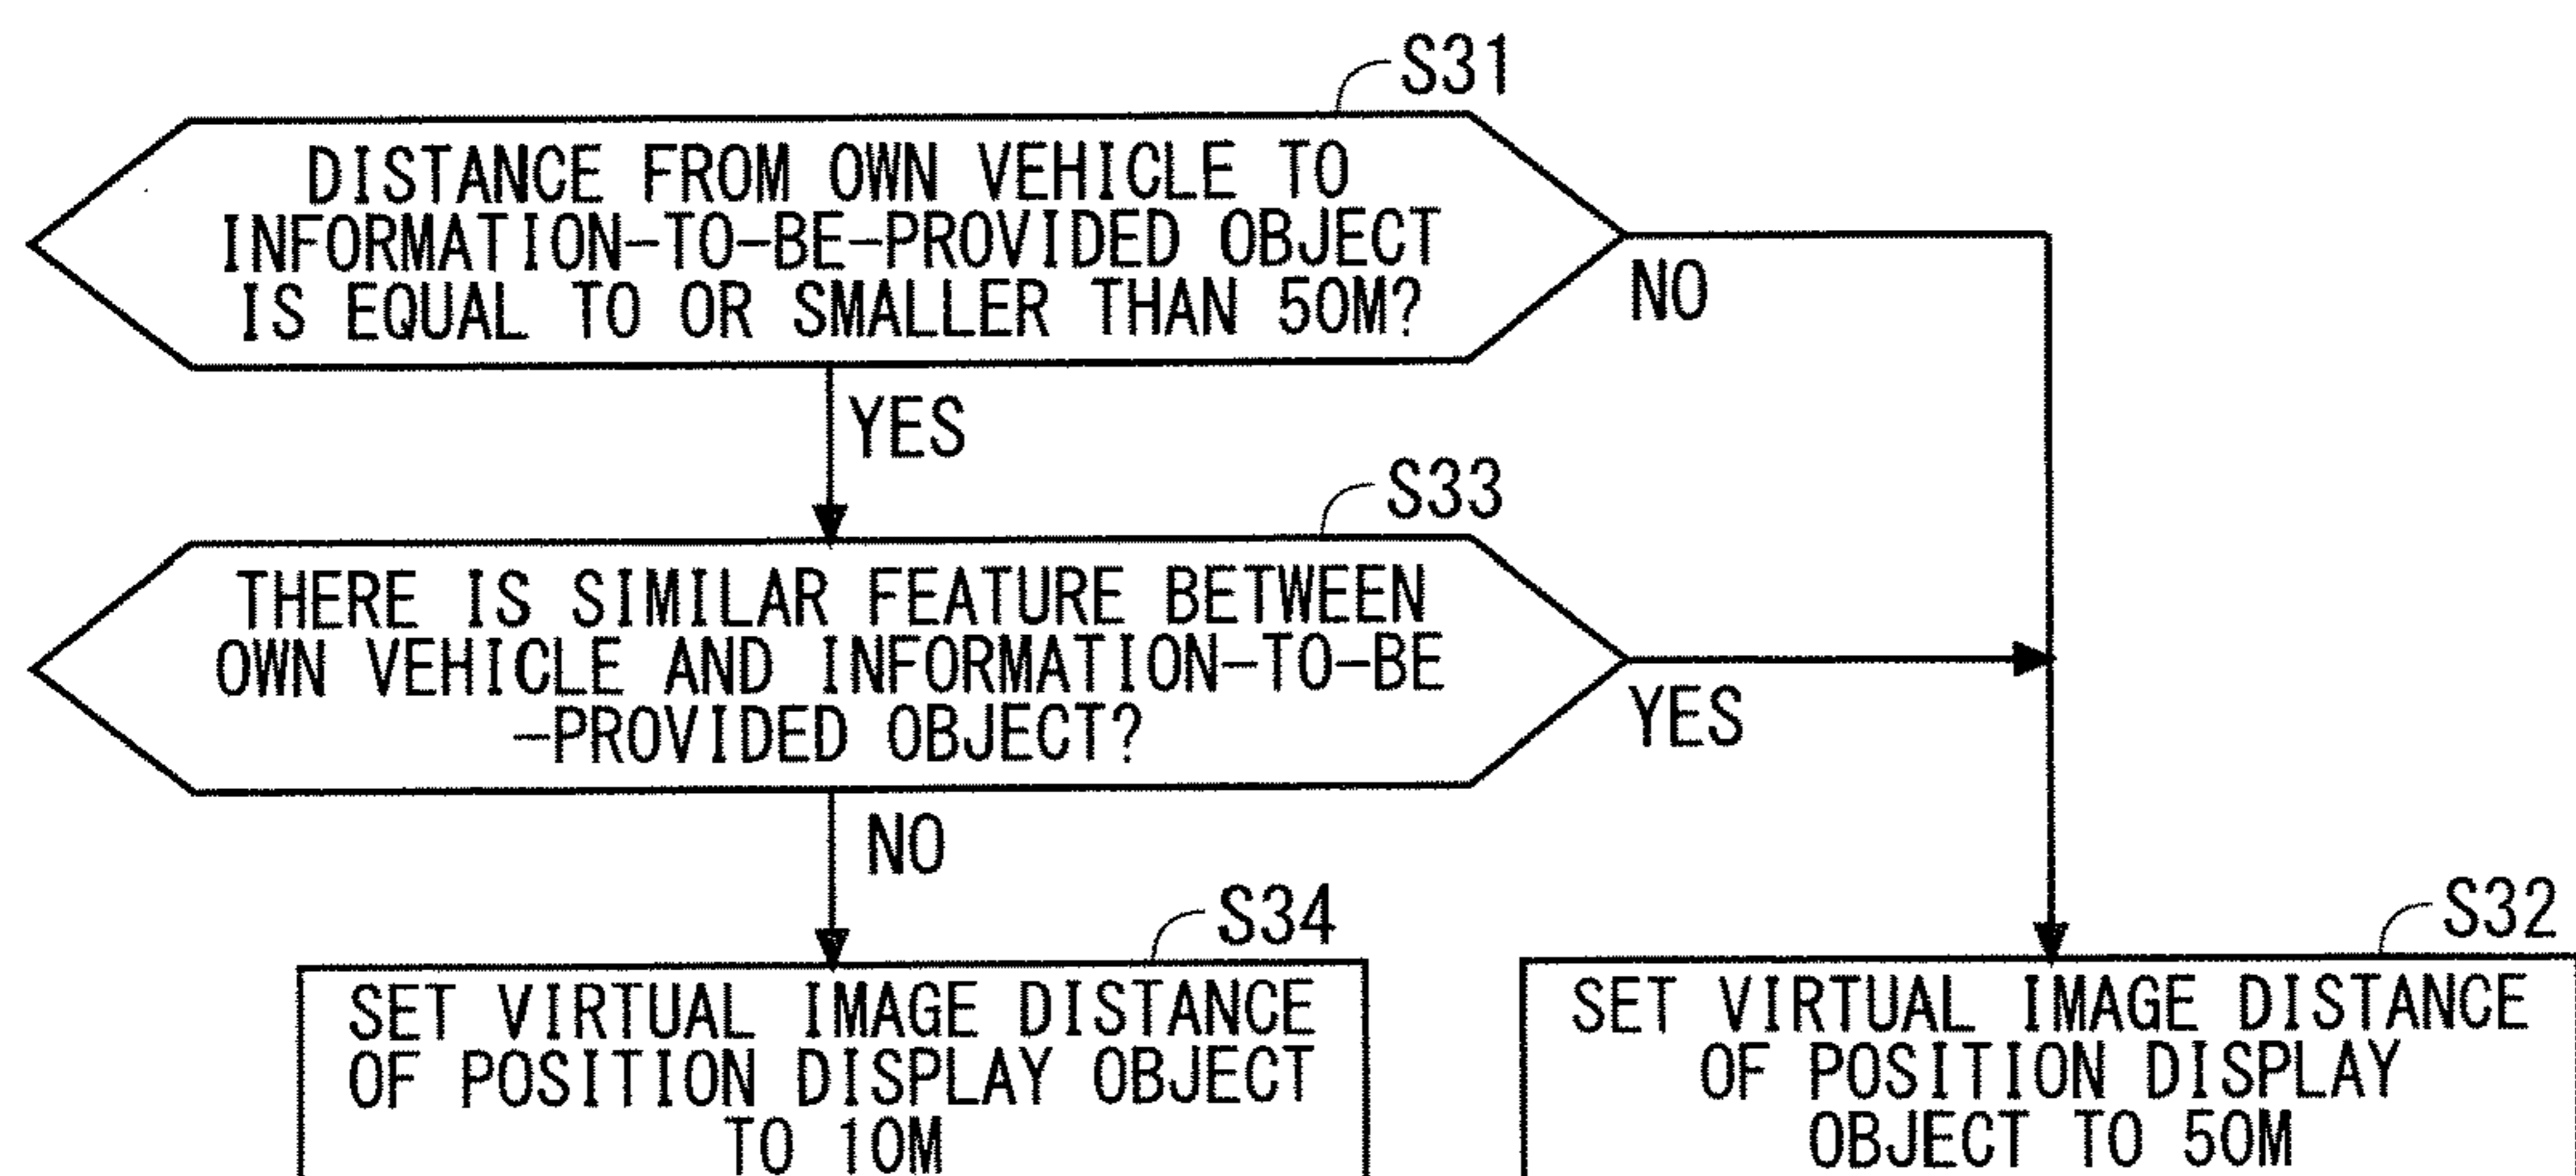 S31
DISTANCE FROM OWN VEHICLE TO
INFORMATION-TO-BE-PROVIDED OBJECT
IS EQUAL TO OR SMALLER THAN 50M?
NO
YES
S33
THERE IS SIMILAR FEATURE BETWEEN
OWN VEHICLE AND INFORMATION-TO-BE
-PROVIDED OBJECT?
YES
NO
S34
SET VIRTUAL IMAGE DISTANCE
OF POSITION DISPLAY OBJECT
TO 10M
S32
SET VIRTUAL IMAGE DISTANCE
OF POSITION DISPLAY
OBJECT TO 50M